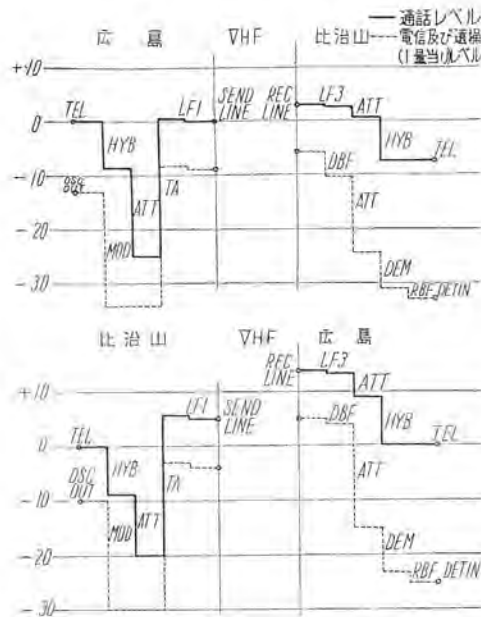 通話レベル
電信及び遠操
(1量当)レベル
広島 VHF 比治山
+10
TEL LF1 SEND LINE REC LINE LF3 ATT
0
HYB HYB TEL
-10
OSC OUT TA DBF
MOD ATT ATT
-20
-30
DEM RBF DETIN
比治山 VHF 広島
REC LINE LF3 ATT
+10
LF1 SEND LINE DBF
TEL HYB TEL
0
OSC OUT HYB TA ATT
-10
MOD ATT
-20
DEM RBF DETIN
-30